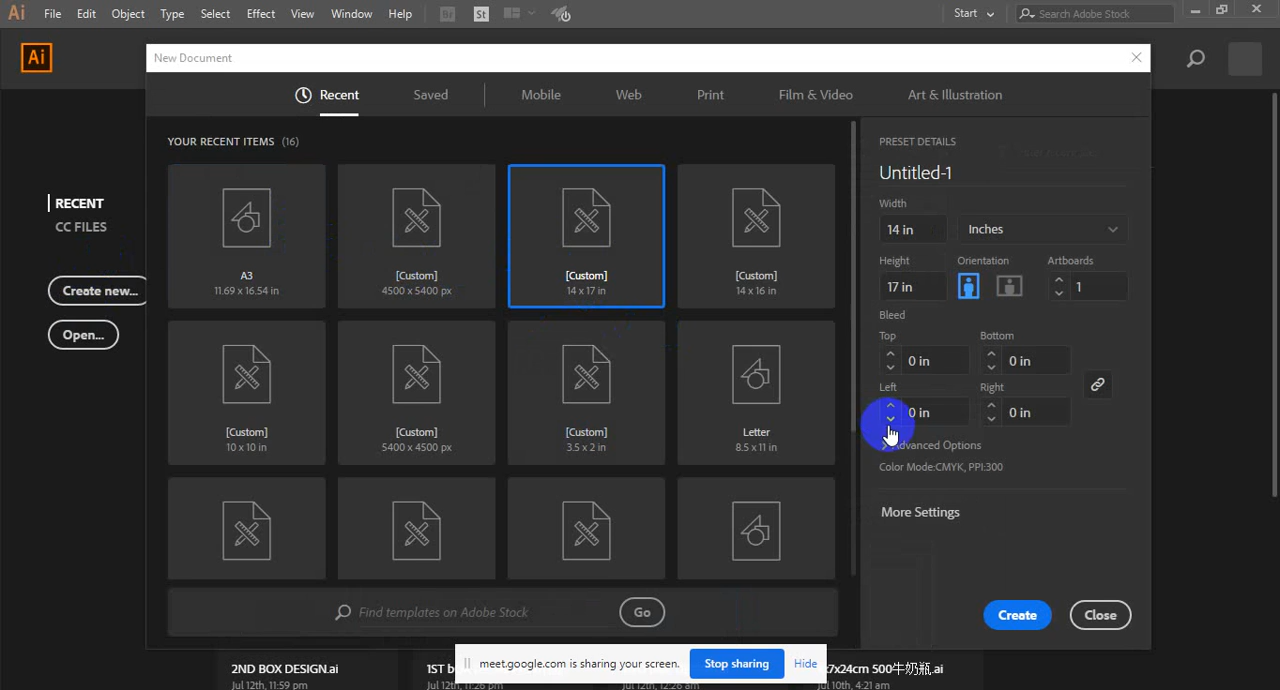 Ai File Edit Object Type Select Effect View Window Help Br St Start Search Adobe Stock
Ai
New Document
Recent Saved Mobile Web Print Film & Video Art & Illustration
YOUR RECENT ITEMS (16)
A3
11.69 x 16.54 in
[Custom]
4500 x 5400 px
[Custom]
14 x 17 in
[Custom]
14 x 16 in
[Custom]
10 x 10 in
[Custom]
5400 x 4500 px
[Custom]
3.5 x 2 in
Letter
8.5 x 11 in
Find templates on Adobe Stock Go
RECENT
CC FILES
Create new...
Open...
PRESET DETAILS
Untitled-1
Width
14 in Inches
Height Orientation Artboards
17 in 1
Bleed
Top Bottom
0 in 0 in
Left Right
0 in 0 in
Advanced Options
Color Mode:CMYK, PPI:300
More Settings
Create Close
meet.google.com is sharing your screen. Stop sharing Hide
2ND BOX DESIGN.ai
Jul 12th, 11:59 pm
1ST
Jul 12th, 11:26 pm
Jul 12th, 12:26 am
7x24cm 500牛奶瓶.ai
Jul 10th, 4:21 am